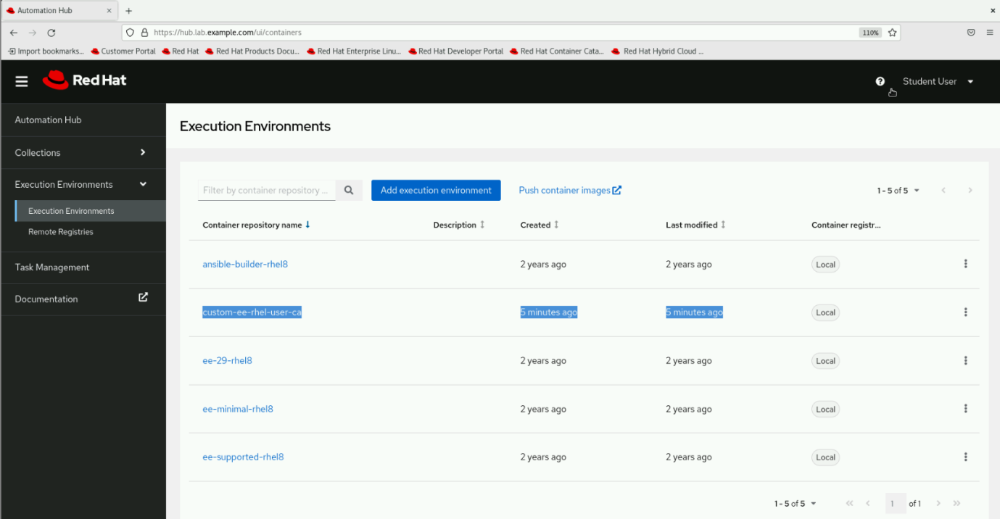 Automation Hub
https://hub.lab.example.com/ui/containers 110%
Import bookmarks... Customer Portal Red Hat Red Hat Products Docu... Red Hat Enterprise Linu... Red Hat Developer Portal Red Hat Container Cata... Red Hat Hybrid Cloud ...
Red Hat Student User
Automation Hub
Collections
Execution Environments
Execution Environments
Remote Registries
Task Management
Documentation
Execution Environments
Filter by container repository ... Add execution environment Push container images 1 - 5 of 5
Container repository name Description Created Last modified Container registr...
ansible-builder-rhel8 2 years ago 2 years ago Local
custom-ee-rhel-user-ca 5 minutes ago 5 minutes ago Local
ee-29-rhel8 2 years ago 2 years ago Local
ee-minimal-rhel8 2 years ago 2 years ago Local
ee-supported-rhel8 2 years ago 2 years ago Local
1 - 5 of 5 1 of 1